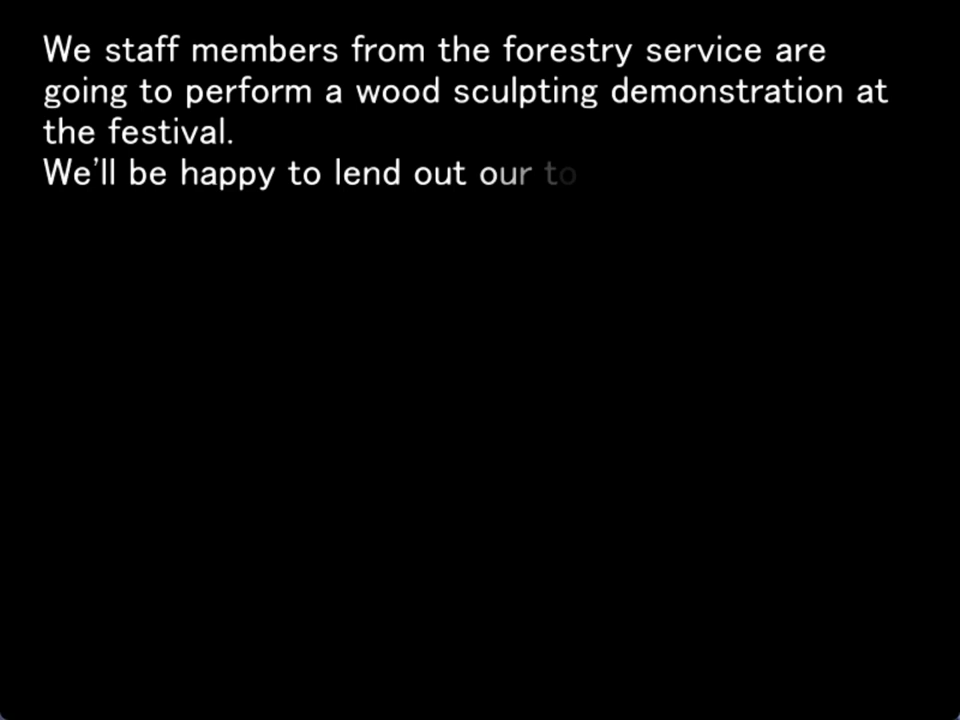 We staff members from the forestry service are
going to perform a wood sculpting demonstration at
the festival.
We'll be happy to lend out our to